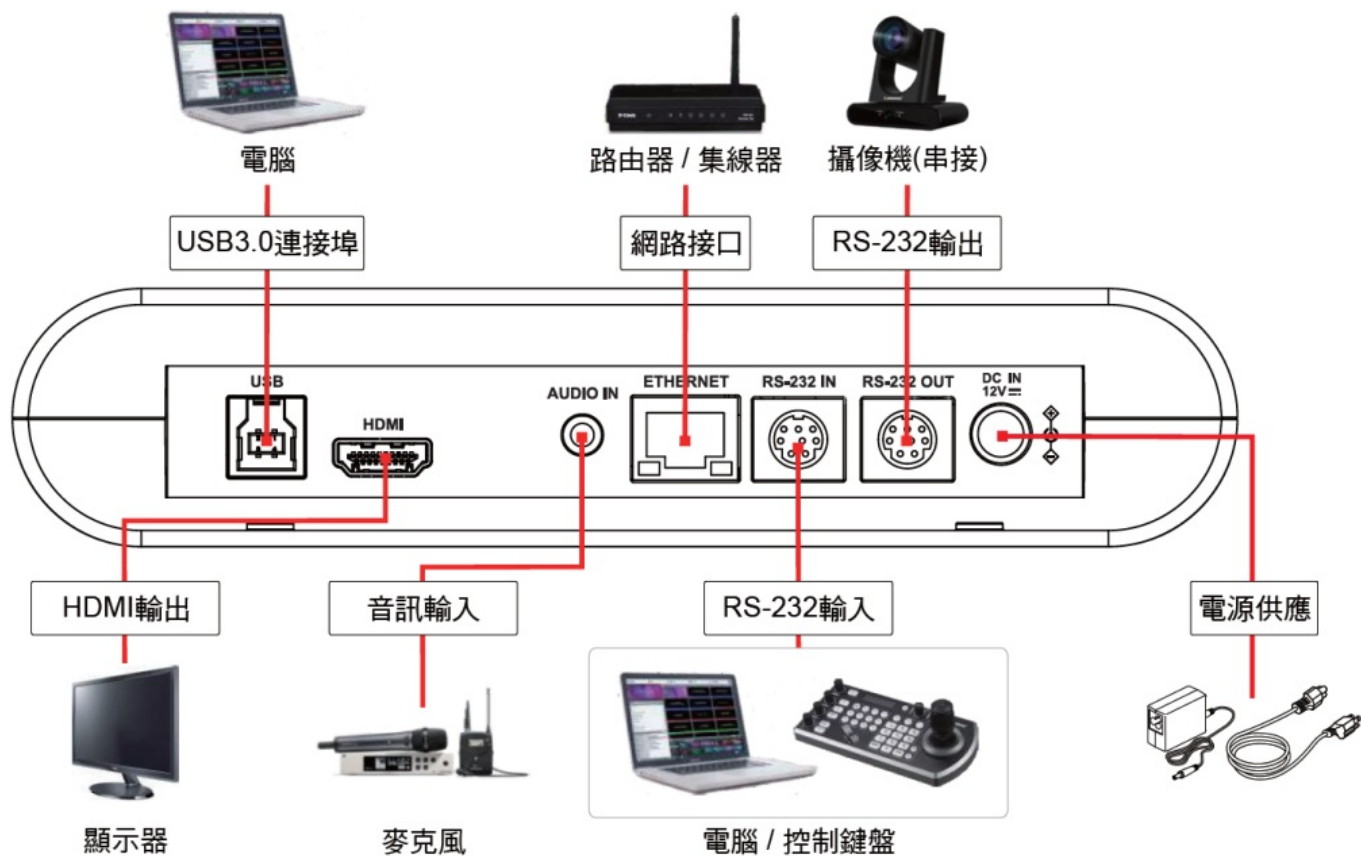 電腦
路由器 / 集線器
攝像機(串接)
USB3.0連接埠
網路接口
RS-232輸出
USB
HDMI
AUDIO IN
ETHERNET
RS-232 IN
RS-232 OUT
DC IN
12V
HDMI輸出
音訊輸入
RS-232輸入
電源供應
顯示器
麥克風
電腦 / 控制鍵盤